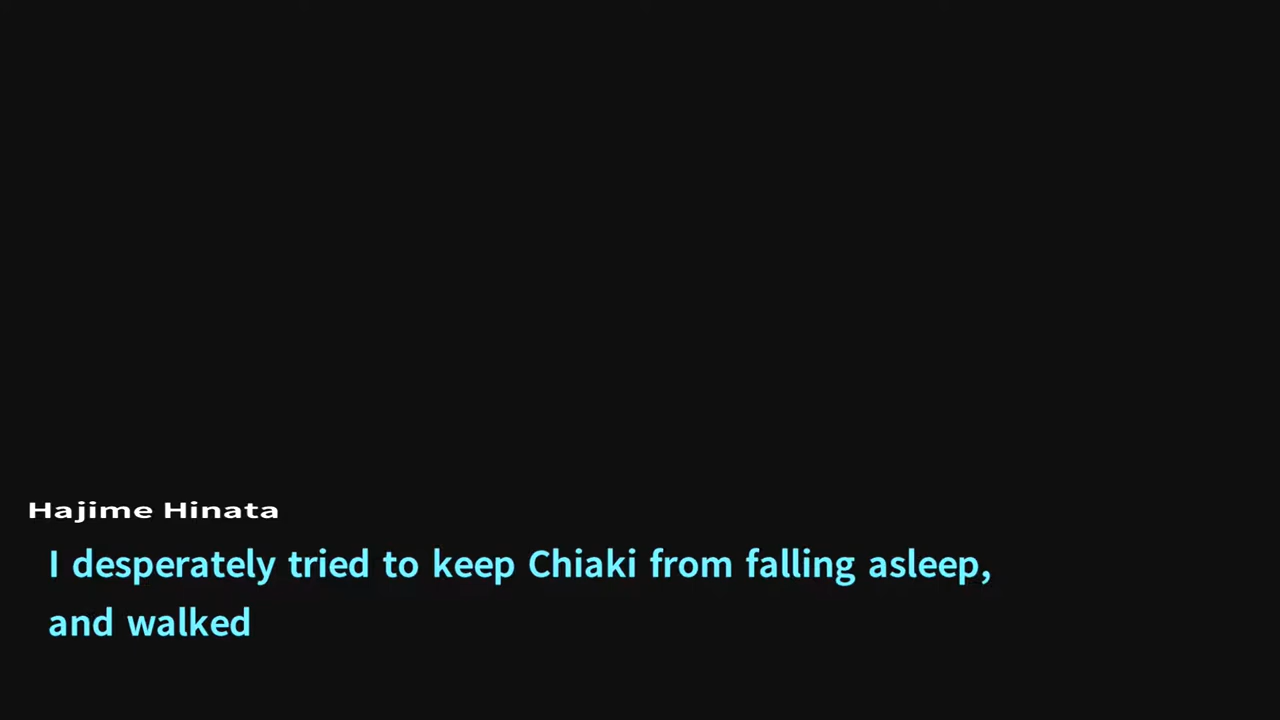 Hajime Hinata
I desperately tried to keep Chiaki from falling asleep,
and walked